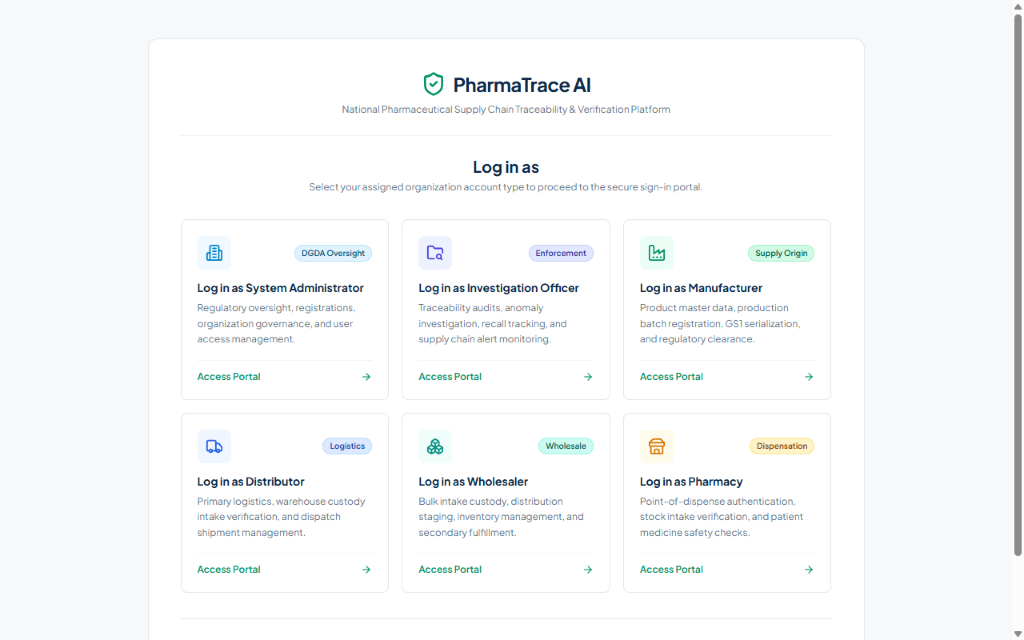 PharmaTrace AI
National Pharmaceutical Supply Chain Traceability & Verification Platform
Log in as
Select your assigned organization account type to proceed to the secure sign-in portal.
DGDA Oversight
Log in as System Administrator
Regulatory oversight, registrations,
organization governance, and user
access management.
Access Portal
Enforcement
Log in as Investigation Officer
Traceability audits, anomaly
investigation, recall tracking, and
supply chain alert monitoring.
Access Portal
Supply Origin
Log in as Manufacturer
Product master data, production
batch registration, GS1 serialization,
and regulatory clearance.
Access Portal
Logistics
Log in as Distributor
Primary logistics, warehouse custody
intake verification, and dispatch
shipment management.
Access Portal
Wholesale
Log in as Wholesaler
Bulk intake custody, distribution
staging, inventory management, and
secondary fulfillment.
Access Portal
Dispensation
Log in as Pharmacy
Point-of-dispense authentication,
stock intake verification, and patient
medicine safety checks.
Access Portal